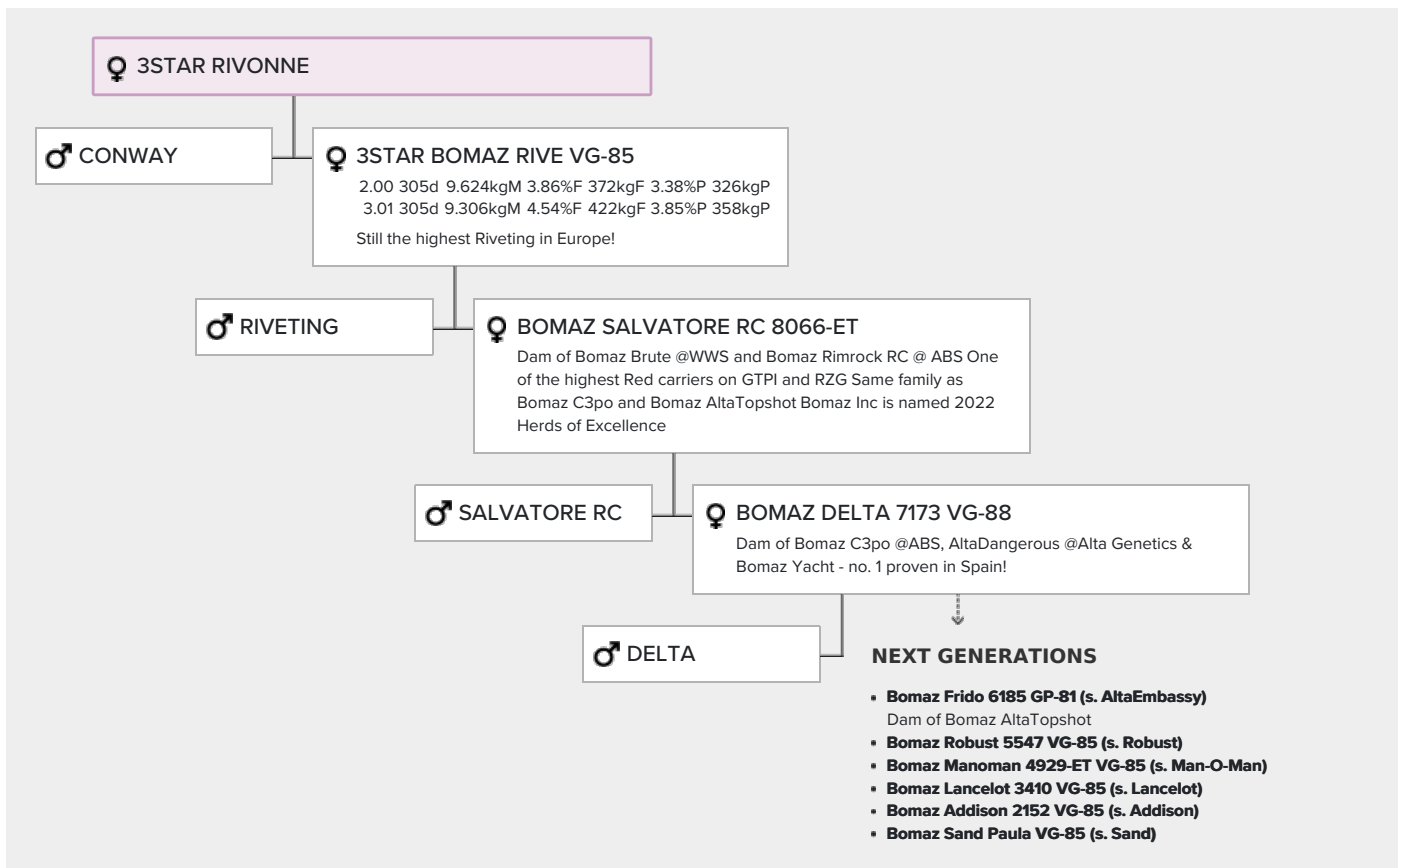 3STAR RIVONNE
CONWAY
3STAR BOMAZ RIVE VG-85
2.00 305d 9.624kgM 3.86%F 372kgF 3.38%P 326kgP
3.01 305d 9.306kgM 4.54%F 422kgF 3.85%P 358kgP
Still the highest Riveting in Europe!
RIVETING
BOMAZ SALVATORE RC 8066-ET
Dam of Bomaz Brute @WWS and Bomaz Rimrock RC @ ABS One
of the highest Red carriers on GTPI and RZG Same family as
Bomaz C3po and Bomaz AltaTopshot Bomaz Inc is named 2022
Herds of Excellence
SALVATORE RC
BOMAZ DELTA 7173 VG-88
Dam of Bomaz C3po @ABS, AltaDangerous @Alta Genetics &
Bomaz Yacht - no. 1 proven in Spain!
DELTA
NEXT GENERATIONS
Bomaz Frido 6185 GP-81 (s. AltaEmbassy)
Dam of Bomaz AltaTopshot
Bomaz Robust 5547 VG-85 (s. Robust)
Bomaz Manoman 4929-ET VG-85 (s. Man-O-Man)
Bomaz Lancelot 3410 VG-85 (s. Lancelot)
Bomaz Addison 2152 VG-85 (s. Addison)
Bomaz Sand Paula VG-85 (s. Sand)